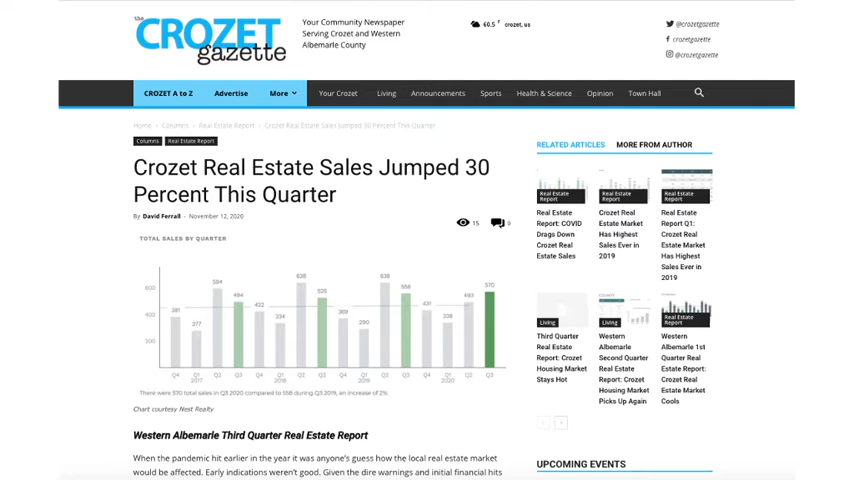 the
CROZET
gazette
Your Community Newspaper
Serving Crozet and Western
Albemarle County
60.5 F crozet, us
@crozetgazette
crozetgazette
@crozetgazette
CROZET A to Z Advertise More Your Crozet Living Announcements Sports Health & Science Opinion Town Hall
Home Columns Real Estate Report Crozet Real Estate Sales Jumped 30 Percent This Quarter
Columns Real Estate Report
Crozet Real Estate Sales Jumped 30
Percent This Quarter
By David Ferrall - November 12, 2020
15 0
TOTAL SALES BY QUARTER
600
400
200
381 277 594 494 422 334 638 525 369 290 638 558 431 338 493 570
Q4 Q1 Q2 Q3 Q4 Q1 Q2 Q3 Q4 Q1 Q2 Q3 Q4 Q1 Q2 Q3
2017 2018 2019 2020
There were 570 total sales in Q3 2020 compared to 558 during Q3 2019, an increase of 2%.
Chart courtesy Nest Realty
Western Albemarle Third Quarter Real Estate Report
When the pandemic hit earlier in the year it was anyone's guess how the local real estate market
would be affected. Early indications weren't good. Given the dire warnings and initial financial hits
RELATED ARTICLES MORE FROM AUTHOR
Real Estate
Report
Real Estate
Report: COVID
Drags Down
Crozet Real
Estate Sales
Real Estate
Report
Crozet Real
Estate Market
Has Highest
Sales Ever in
2019
Real Estate
Report
Real Estate
Report Q1:
Crozet Real
Estate Market
Has Highest
Sales Ever in
2019
Living
Third Quarter
Real Estate
Report: Crozet
Housing Market
Stays Hot
Living
Western
Albemarle
Second Quarter
Real Estate
Report: Crozet
Housing Market
Picks Up Again
Real Estate
Report
Western
Albemarle 1st
Quarter Real
Estate Report:
Crozet Real
Estate Market
Cools
UPCOMING EVENTS